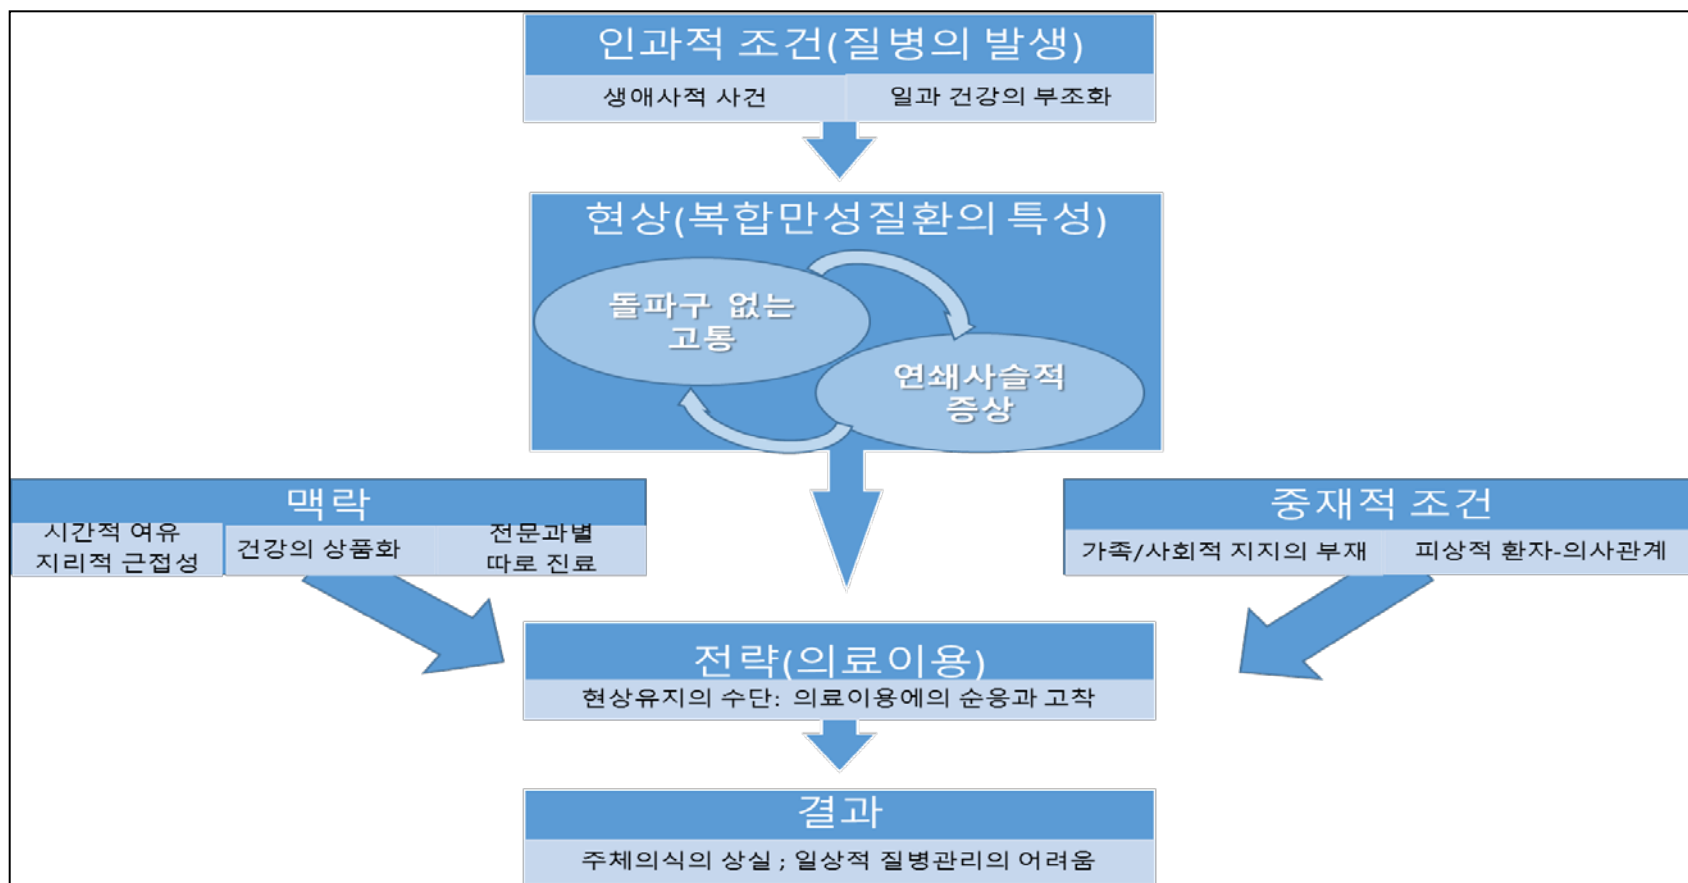 인과적 조건(질병의 발생)
생애사적 사건
일과 건강의 부조화
현상(복합만성질환의 특성)
돌파구 없는
고통
연쇄사슬적
증상
맥락
시간적 여유
지리적 근접성
건강의 상품화
전문과별
따로 진료
중재적 조건
가족/사회적 지지의 부재
피상적 환자-의사관계
전략(의료이용)
현상유지의 수단: 의료이용에의 순응과 고착
결과
주체의식의 상실 ; 일상적 질병관리의 어려움